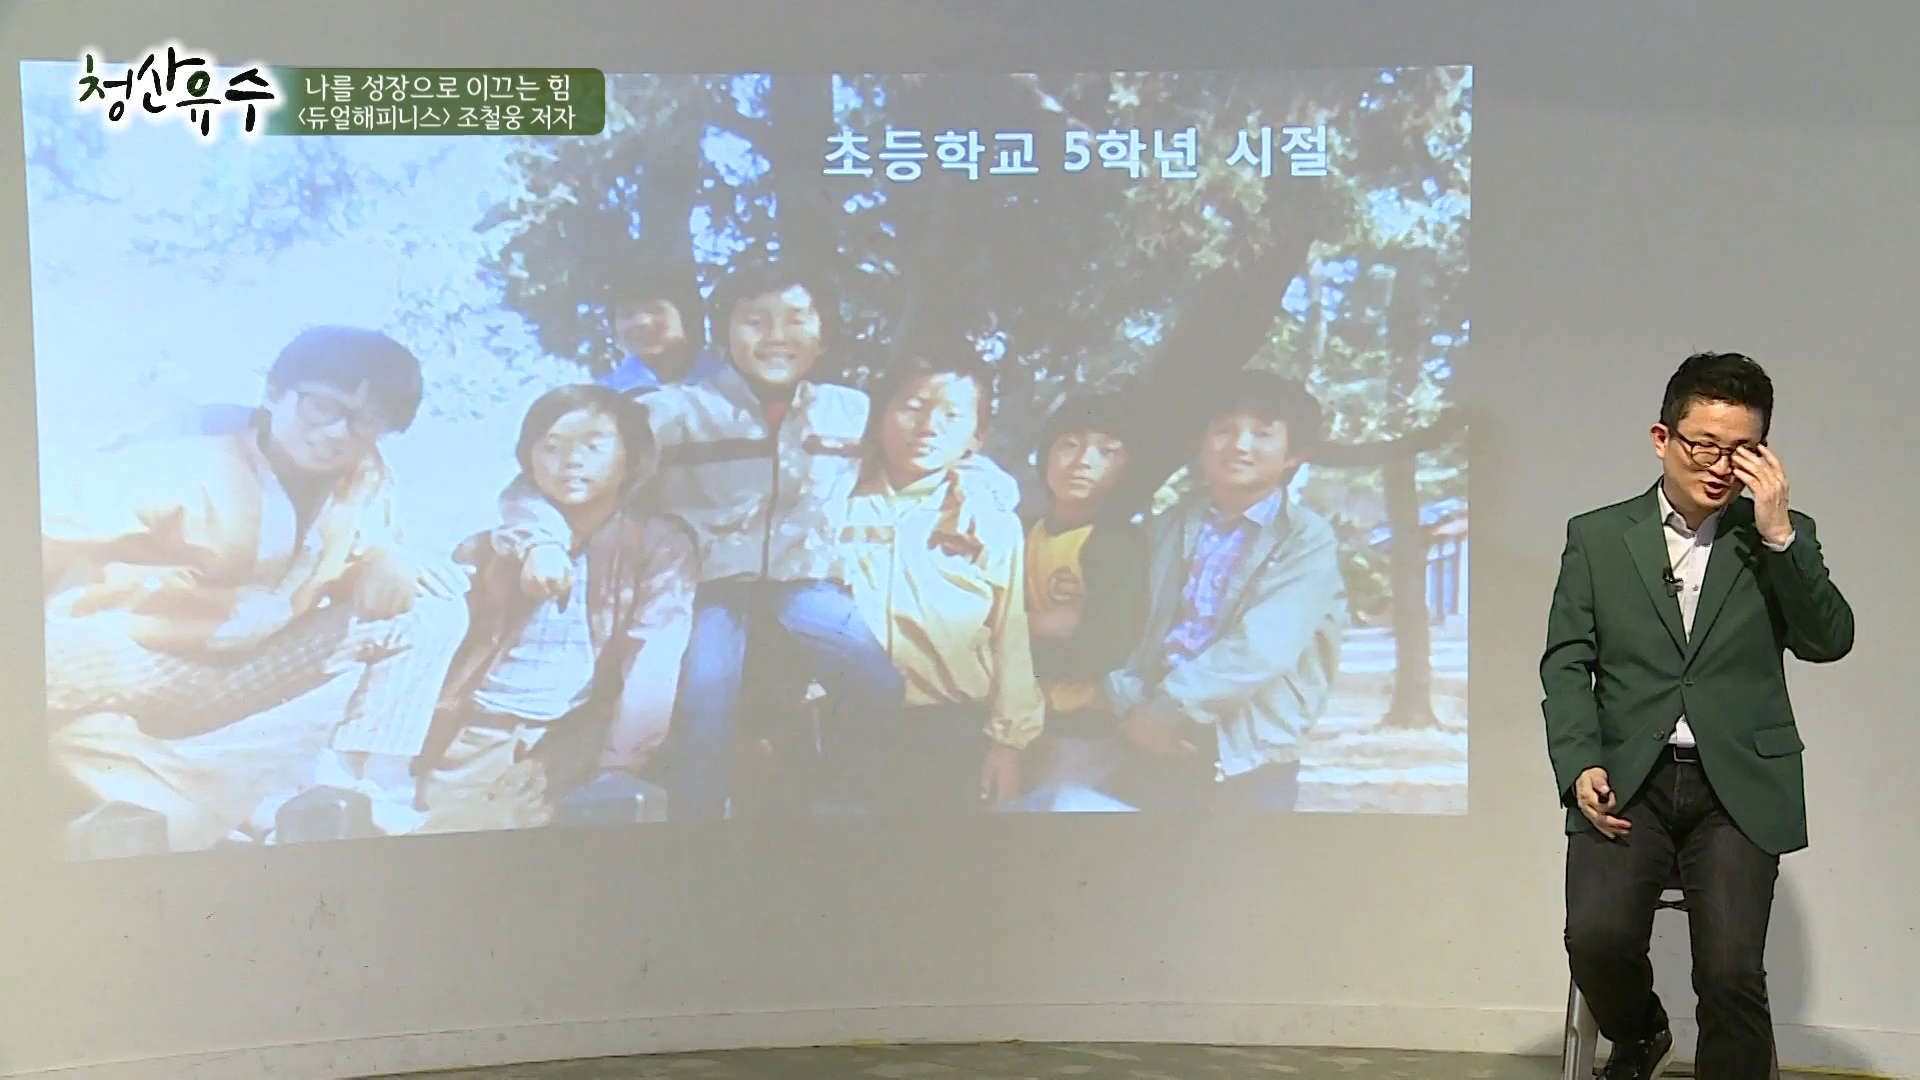 청산유수
나를 성장으로 이끄는 힘
<듀얼해피니스> 조철웅 저자
초등학교 5학년 시절